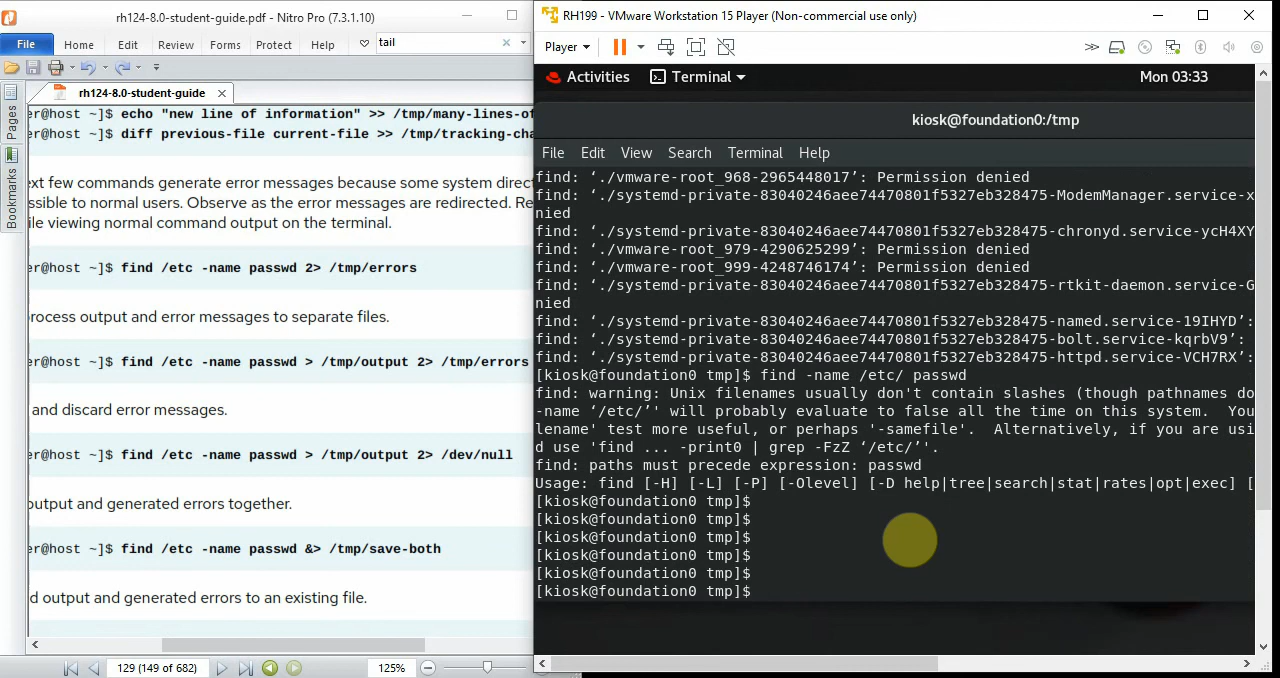 rh124-8.0-student-guide.pdf - Nitro Pro (7.3.1.10)
File Home Edit Review Forms Protect Help tail
rh124-8.0-student-guide
Pages
Bookmarks
er@host ~]$ echo "new line of information" >> /tmp/many-lines-of
er@host ~]$ diff previous-file current-file >> /tmp/tracking-cha
ext few commands generate error messages because some system direct
ssible to normal users. Observe as the error messages are redirected. Re
ile viewing normal command output on the terminal.
er@host ~]$ find /etc -name passwd 2> /tmp/errors
process output and error messages to separate files.
er@host ~]$ find /etc -name passwd > /tmp/output 2> /tmp/errors
and discard error messages.
er@host ~]$ find /etc -name passwd > /tmp/output 2> /dev/null
output and generated errors together.
er@host ~]$ find /etc -name passwd &> /tmp/save-both
d output and generated errors to an existing file.
129 (149 of 682) 125%
RH199 - VMware Workstation 15 Player (Non-commercial use only)
Player
Activities Terminal Mon 03:33
kiosk@foundation0:/tmp
File Edit View Search Terminal Help
find: ‘./vmware-root_968-2965448017’: Permission denied
find: ‘./systemd-private-83040246aee74470801f5327eb328475-ModemManager.service-x
nied
find: ‘./systemd-private-83040246aee74470801f5327eb328475-chronyd.service-ycH4XY
find: ‘./vmware-root_979-4290625299’: Permission denied
find: ‘./vmware-root_999-4248746174’: Permission denied
find: ‘./systemd-private-83040246aee74470801f5327eb328475-rtkit-daemon.service-G
nied
find: ‘./systemd-private-83040246aee74470801f5327eb328475-named.service-19IHYD’:
find: ‘./systemd-private-83040246aee74470801f5327eb328475-bolt.service-kqrbV9’:
find: ‘./systemd-private-83040246aee74470801f5327eb328475-httpd.service-VCH7RX’:
[kiosk@foundation0 tmp]$ find -name /etc/ passwd
find: warning: Unix filenames usually don't contain slashes (though pathnames do
-name ‘/etc/’' will probably evaluate to false all the time on this system.  You
lename' test more useful, or perhaps '-samefile'.  Alternatively, if you are usi
d use 'find ... -print0 | grep -FzZ ‘/etc/’'.
find: paths must precede expression: passwd
Usage: find [-H] [-L] [-P] [-Olevel] [-D help|tree|search|stat|rates|opt|exec] [
[kiosk@foundation0 tmp]$
[kiosk@foundation0 tmp]$
[kiosk@foundation0 tmp]$
[kiosk@foundation0 tmp]$
[kiosk@foundation0 tmp]$
[kiosk@foundation0 tmp]$